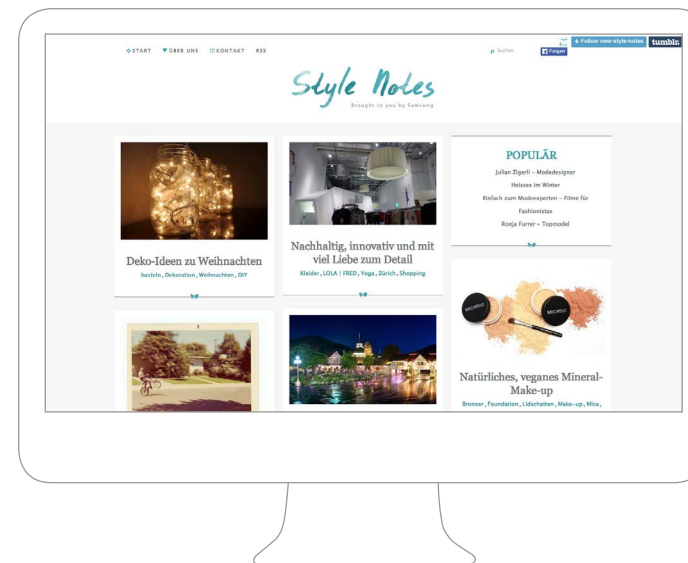 START ÜBER UNS KONTAKT RSS
Suchen
Folgen
+ Follow new-style-notes
tumblr.
Style Notes
Brought to you by Samsung
Deko-Ideen zu Weihnachten
basteln, Dekoration, Weihnachten, DIY
Nachhaltig, innovativ und mit
viel Liebe zum Detail
Kleider, LOLA | FRED, Yoga, Zürich, Shopping
POPULÄR
Julian Zigerli – Modedesigner
Heisses im Winter
Einfach zum Modeexperten – Filme für
Fashionistas
Ronja Furrer – Topmodel
Natürliches, veganes Mineral-
Make-up
Bronzer, Foundation, Lidschatten, Make-up, Mica,